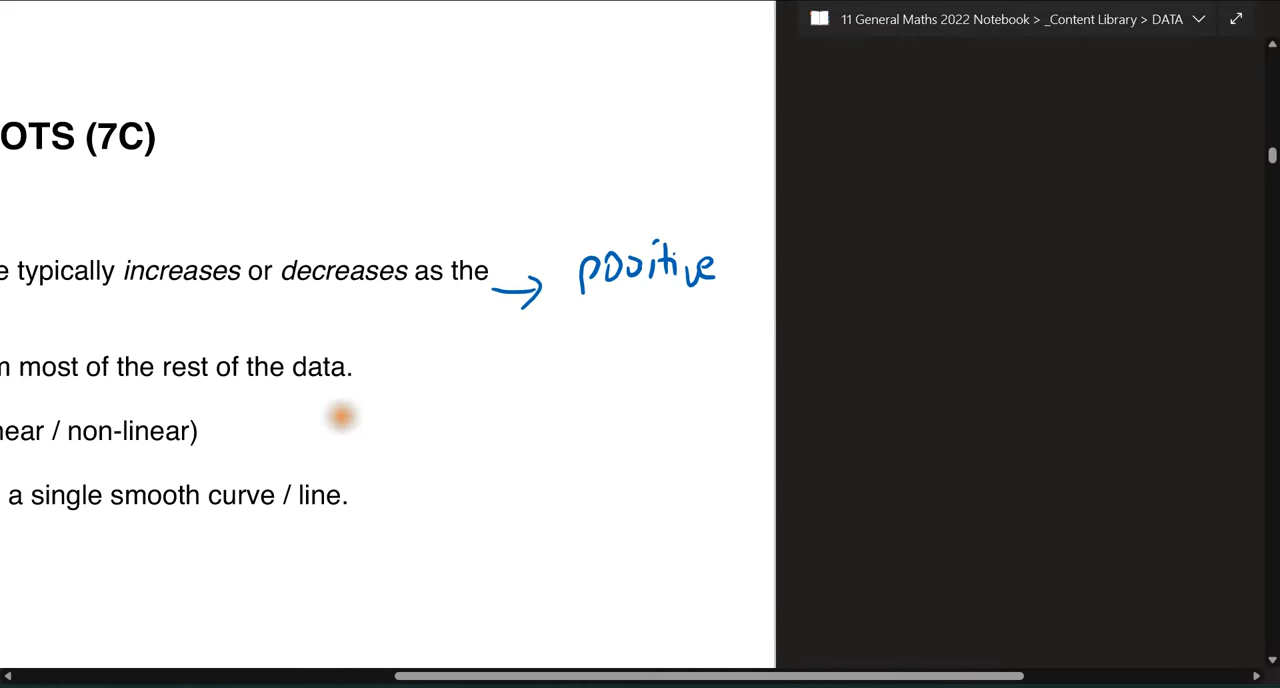 11 General Maths 2022 Notebook > _Content Library > DATA
OTS (7C)
e typically increases or decreases as the → positive
most of the rest of the data.
near / non-linear)
a single smooth curve / line.